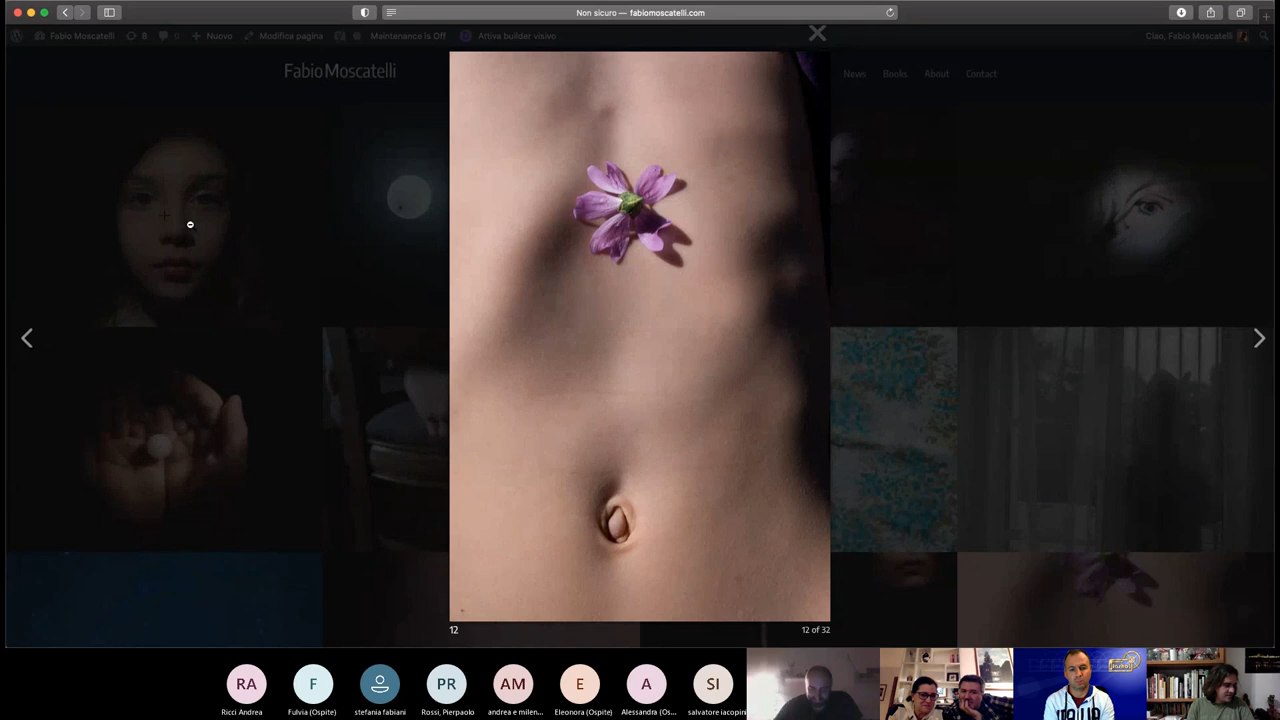 Non sicuro — fabiomoscatelli.com
Fabio Moscatelli 8 0 Nuovo Modifica pagina Maintenance Is Off Attiva builder visivo Ciao, Fabio Moscatelli
FabioMoscatelli News Books About Contact
12 12 of 32
RA F PR AM E A SI
Ricci Andrea Fulvia (Ospite) stefania fabiani Rossi, Pierpaolo andrea e milen... Eleonora (Ospite) Alessandra (Os... salvatore iacopin